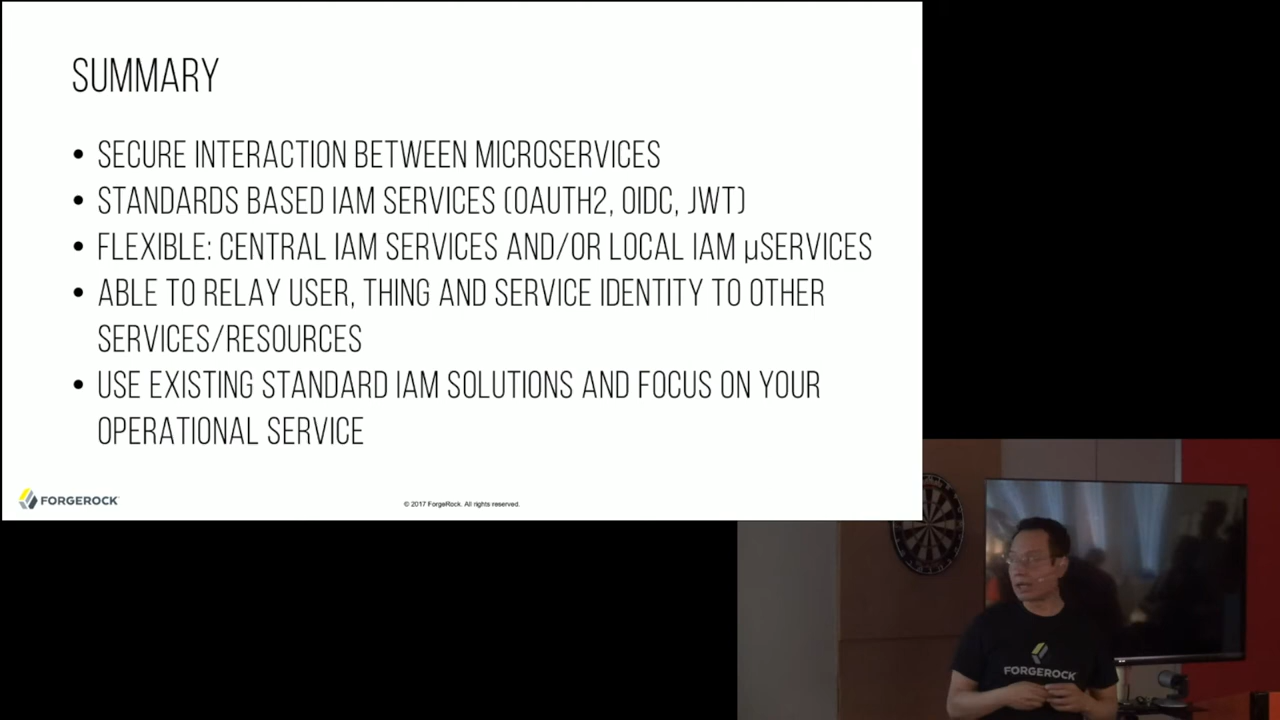 SUMMARY
• SECURE INTERACTION BETWEEN MICROSERVICES
• STANDARDS BASED IAM SERVICES (OAUTH2, OIDC, JWT)
• FLEXIBLE: CENTRAL IAM SERVICES AND/OR LOCAL IAM µSERVICES
• ABLE TO RELAY USER, THING AND SERVICE IDENTITY TO OTHER
SERVICES/RESOURCES
• USE EXISTING STANDARD IAM SOLUTIONS AND FOCUS ON YOUR
OPERATIONAL SERVICE
FORGEROCK
© 2017 ForgeRock. All rights reserved.
FORGEROCK